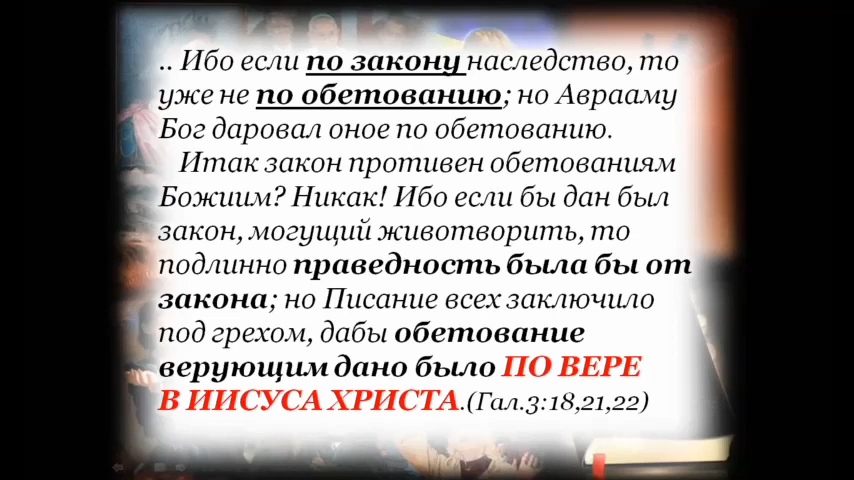 .. Ибо если по закону наследство, то
уже не по обетованию; но Аврааму
Бог даровал оное по обетованию.
Итак закон противен обетованиям
Божиим? Никак! Ибо если бы дан был
закон, могущий животворить, то
подлинно праведность была бы от
закона; но Писание всех заключило
под грехом, дабы обетование
верующим дано было ПО ВЕРЕ
В ИИСУСА ХРИСТА.(Гал.3:18,21,22)